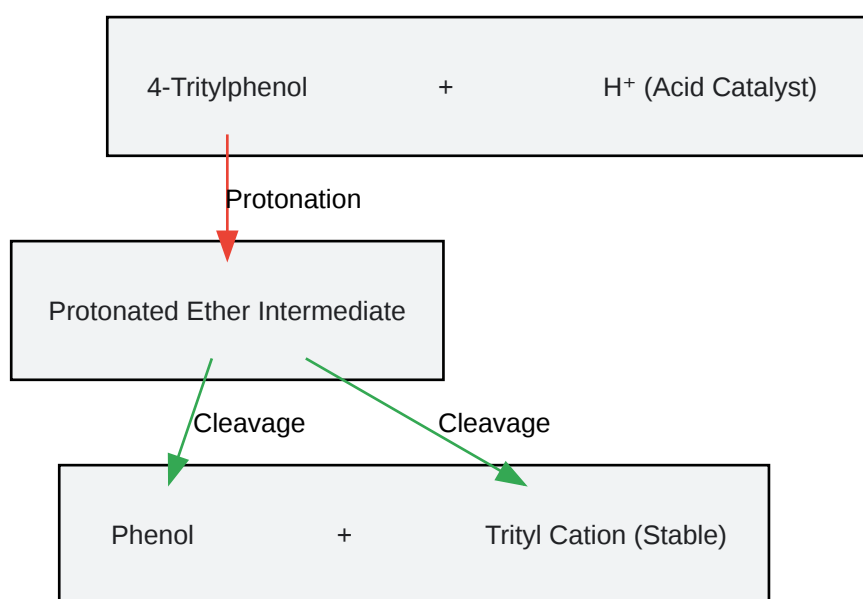 4-Tritylphenol + H⁺ (Acid Catalyst)
Protonation
Protonated Ether Intermediate
Cleavage Cleavage
Phenol + Trityl Cation (Stable)